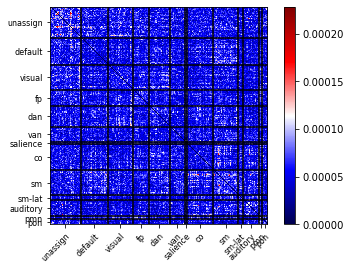 unassign
default
visual
fp
dan
van
salience
co
sm
sm-lat
auditory
pmn
pon
unassign
default
visual
fp
dan
van
salience
co
sm
sm-lat
auditory
pon
0.00020
0.00015
0.00010
0.00005
0.00000